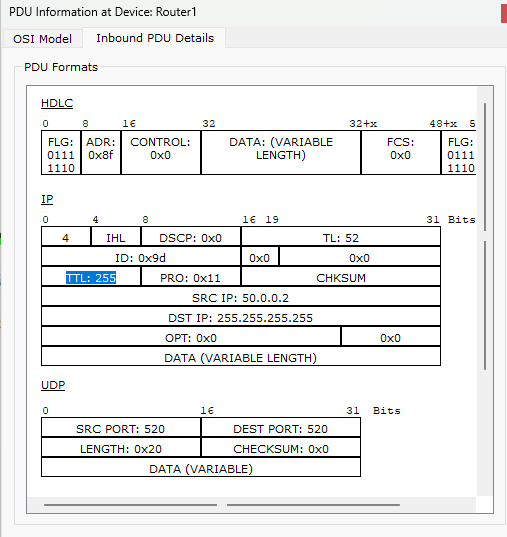 PDU Information at Device: Router1
OSI Model Inbound PDU Details
PDU Formats
HDLC
0 8 16 32 32+x 48+x 5
FLG: 0111 1110 ADR: 0x8f CONTROL: 0x0 DATA: (VARIABLE LENGTH) FCS: 0x0 FLG: 0111 1110
IP
0 4 8 16 19 31 Bits
4 IHL DSCP: 0x0 TL: 52
ID: 0x9d 0x0 0x0
TTL: 255 PRO: 0x11 CHKSUM
SRC IP: 50.0.0.2
DST IP: 255.255.255.255
OPT: 0x0 0x0
DATA (VARIABLE LENGTH)
UDP
0 16 31 Bits
SRC PORT: 520 DEST PORT: 520
LENGTH: 0x20 CHECKSUM: 0x0
DATA (VARIABLE)